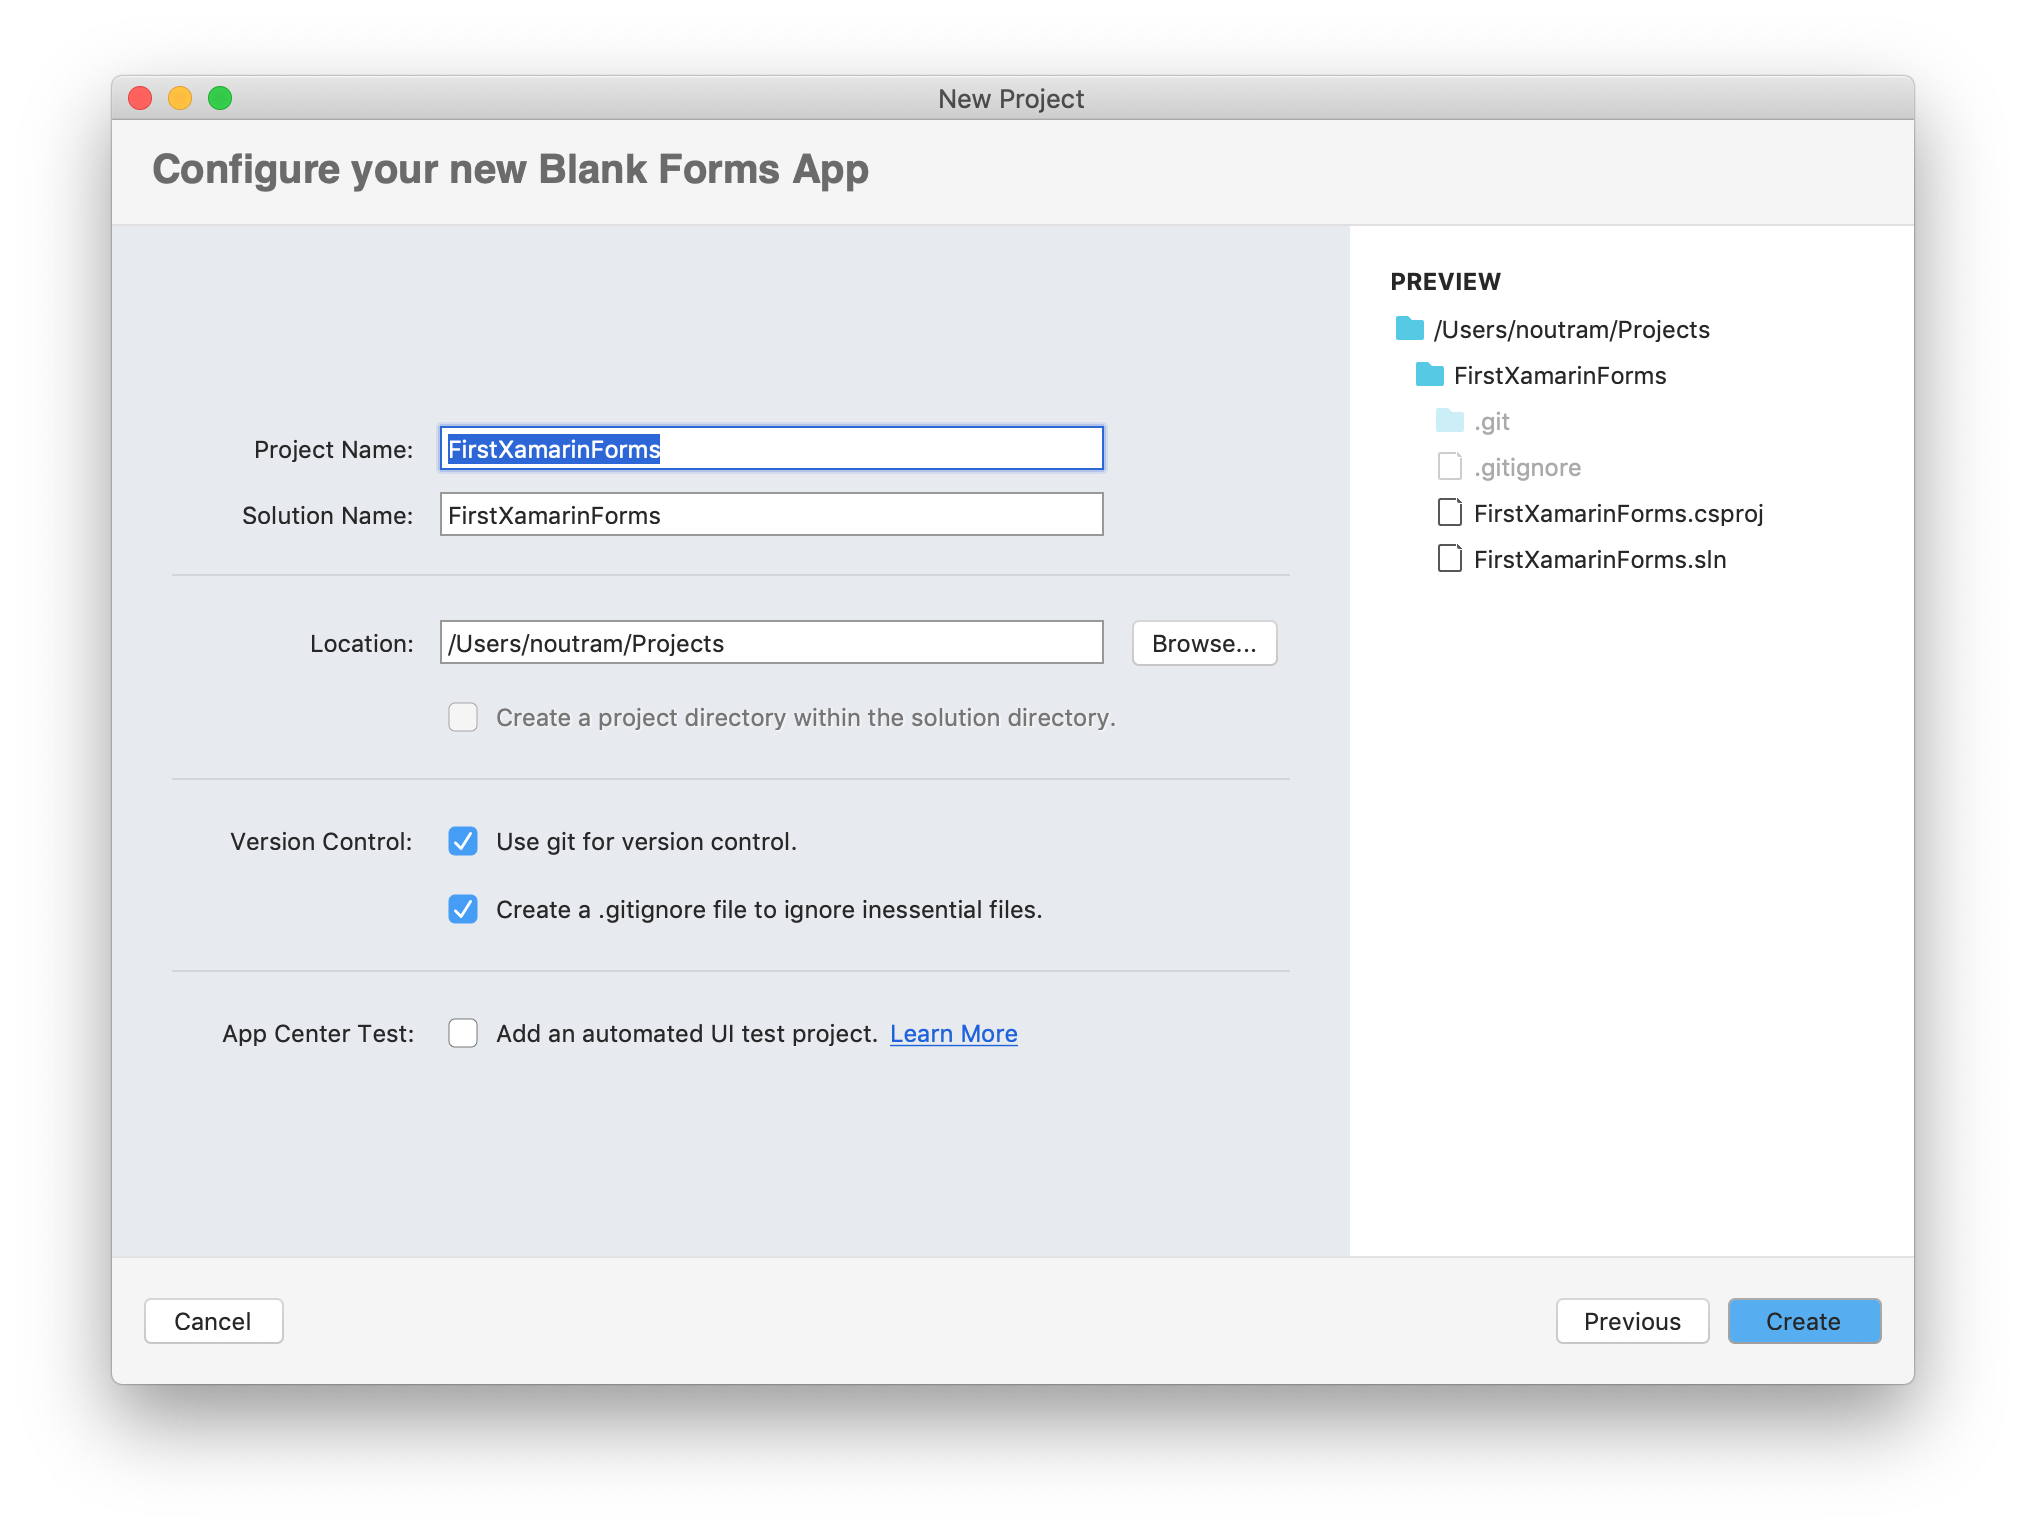 New Project
Configure your new Blank Forms App
Project Name: FirstXamarinForms
Solution Name: FirstXamarinForms
Location: /Users/noutram/Projects Browse...
Create a project directory within the solution directory.
Version Control: Use git for version control.
Create a .gitignore file to ignore inessential files.
App Center Test: Add an automated UI test project. Learn More
PREVIEW
/Users/noutram/Projects
FirstXamarinForms
.git
.gitignore
FirstXamarinForms.csproj
FirstXamarinForms.sln
Cancel Previous Create